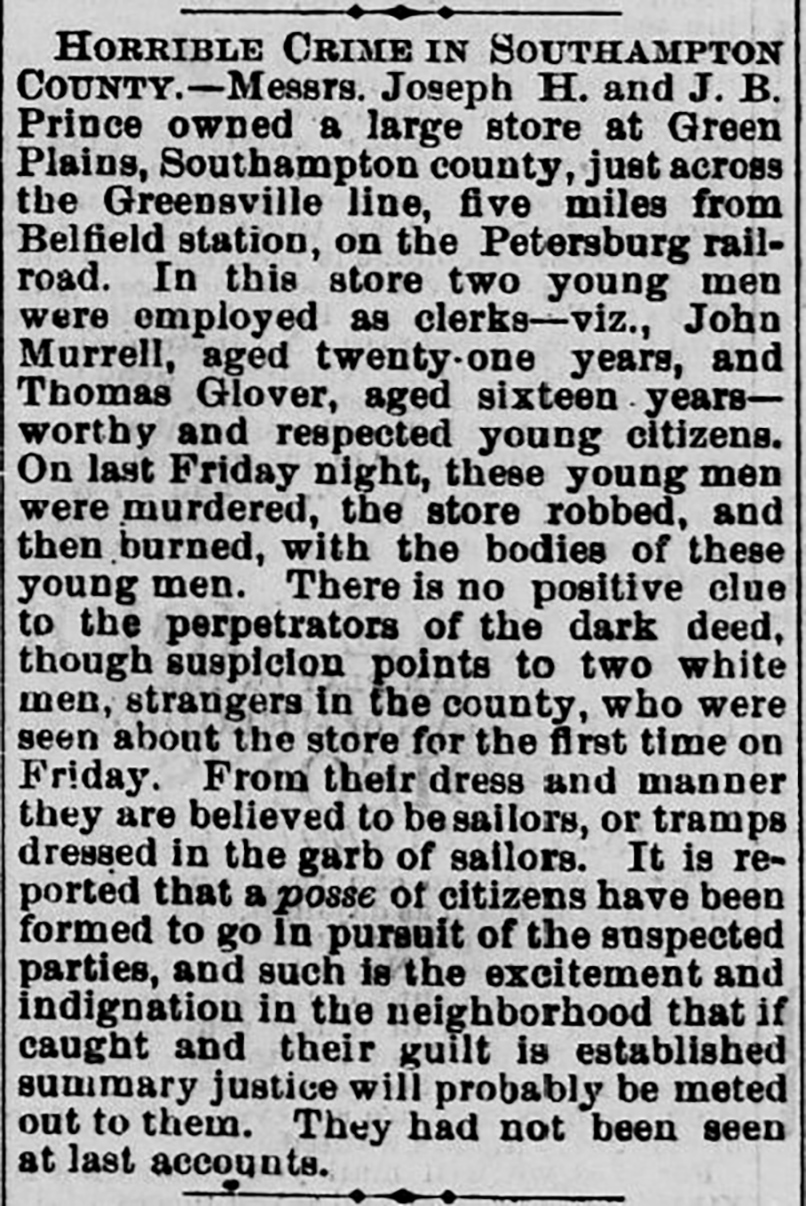 HORRIBLE CRIME IN SOUTHAMPTON
COUNTY.—Messrs. Joseph H. and J. B.
Prince owned a large store at Green
Plains, Southampton county, just across
the Greensville line, five miles from
Belfield station, on the Petersburg rail-
road. In this store two young men
were employed as clerks—viz., John
Murrell, aged twenty-one years, and
Thomas Glover, aged sixteen years—
worthy and respected young citizens.
On last Friday night, these young men
were murdered, the store robbed, and
then burned, with the bodies of these
young men. There is no positive clue
to the perpetrators of the dark deed,
though suspicion points to two white
men, strangers in the county, who were
seen about the store for the first time on
Friday. From their dress and manner
they are believed to be sailors, or tramps
dressed in the garb of sailors. It is re-
ported that a posse of citizens have been
formed to go in pursuit of the suspected
parties, and such is the excitement and
indignation in the neighborhood that if
caught and their guilt is established
summary justice will probably be meted
out to them. They had not been seen
at last accounts.